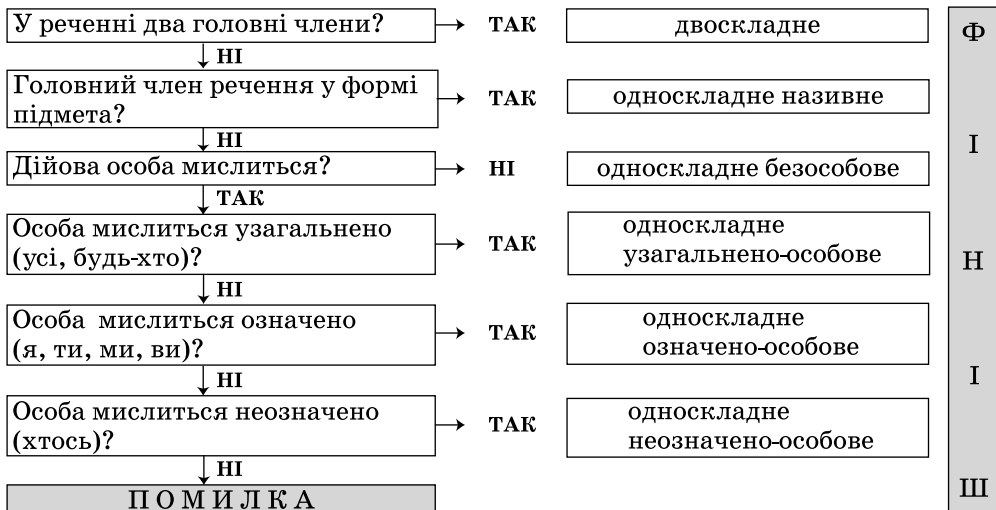 У реченні два головні члени? ТАК двоскладне
НІ
Головний член речення у формі
підмета?
ТАК односкладне називне
НІ
Дійова особа мислиться? НІ односкладне безособове
ТАК
Особа мислиться узагальнено
(усі, будь-хто)?
ТАК
односкладне
узагальнено-особове
НІ
Особа мислиться означено
(я, ти, ми, ви)?
ТАК
односкладне
означено-особове
НІ
Особа мислиться неозначено
(хтось)?
ТАК
односкладне
неозначено-особове
НІ
ПОМИЛКА
Ф
І
Н
І
Ш